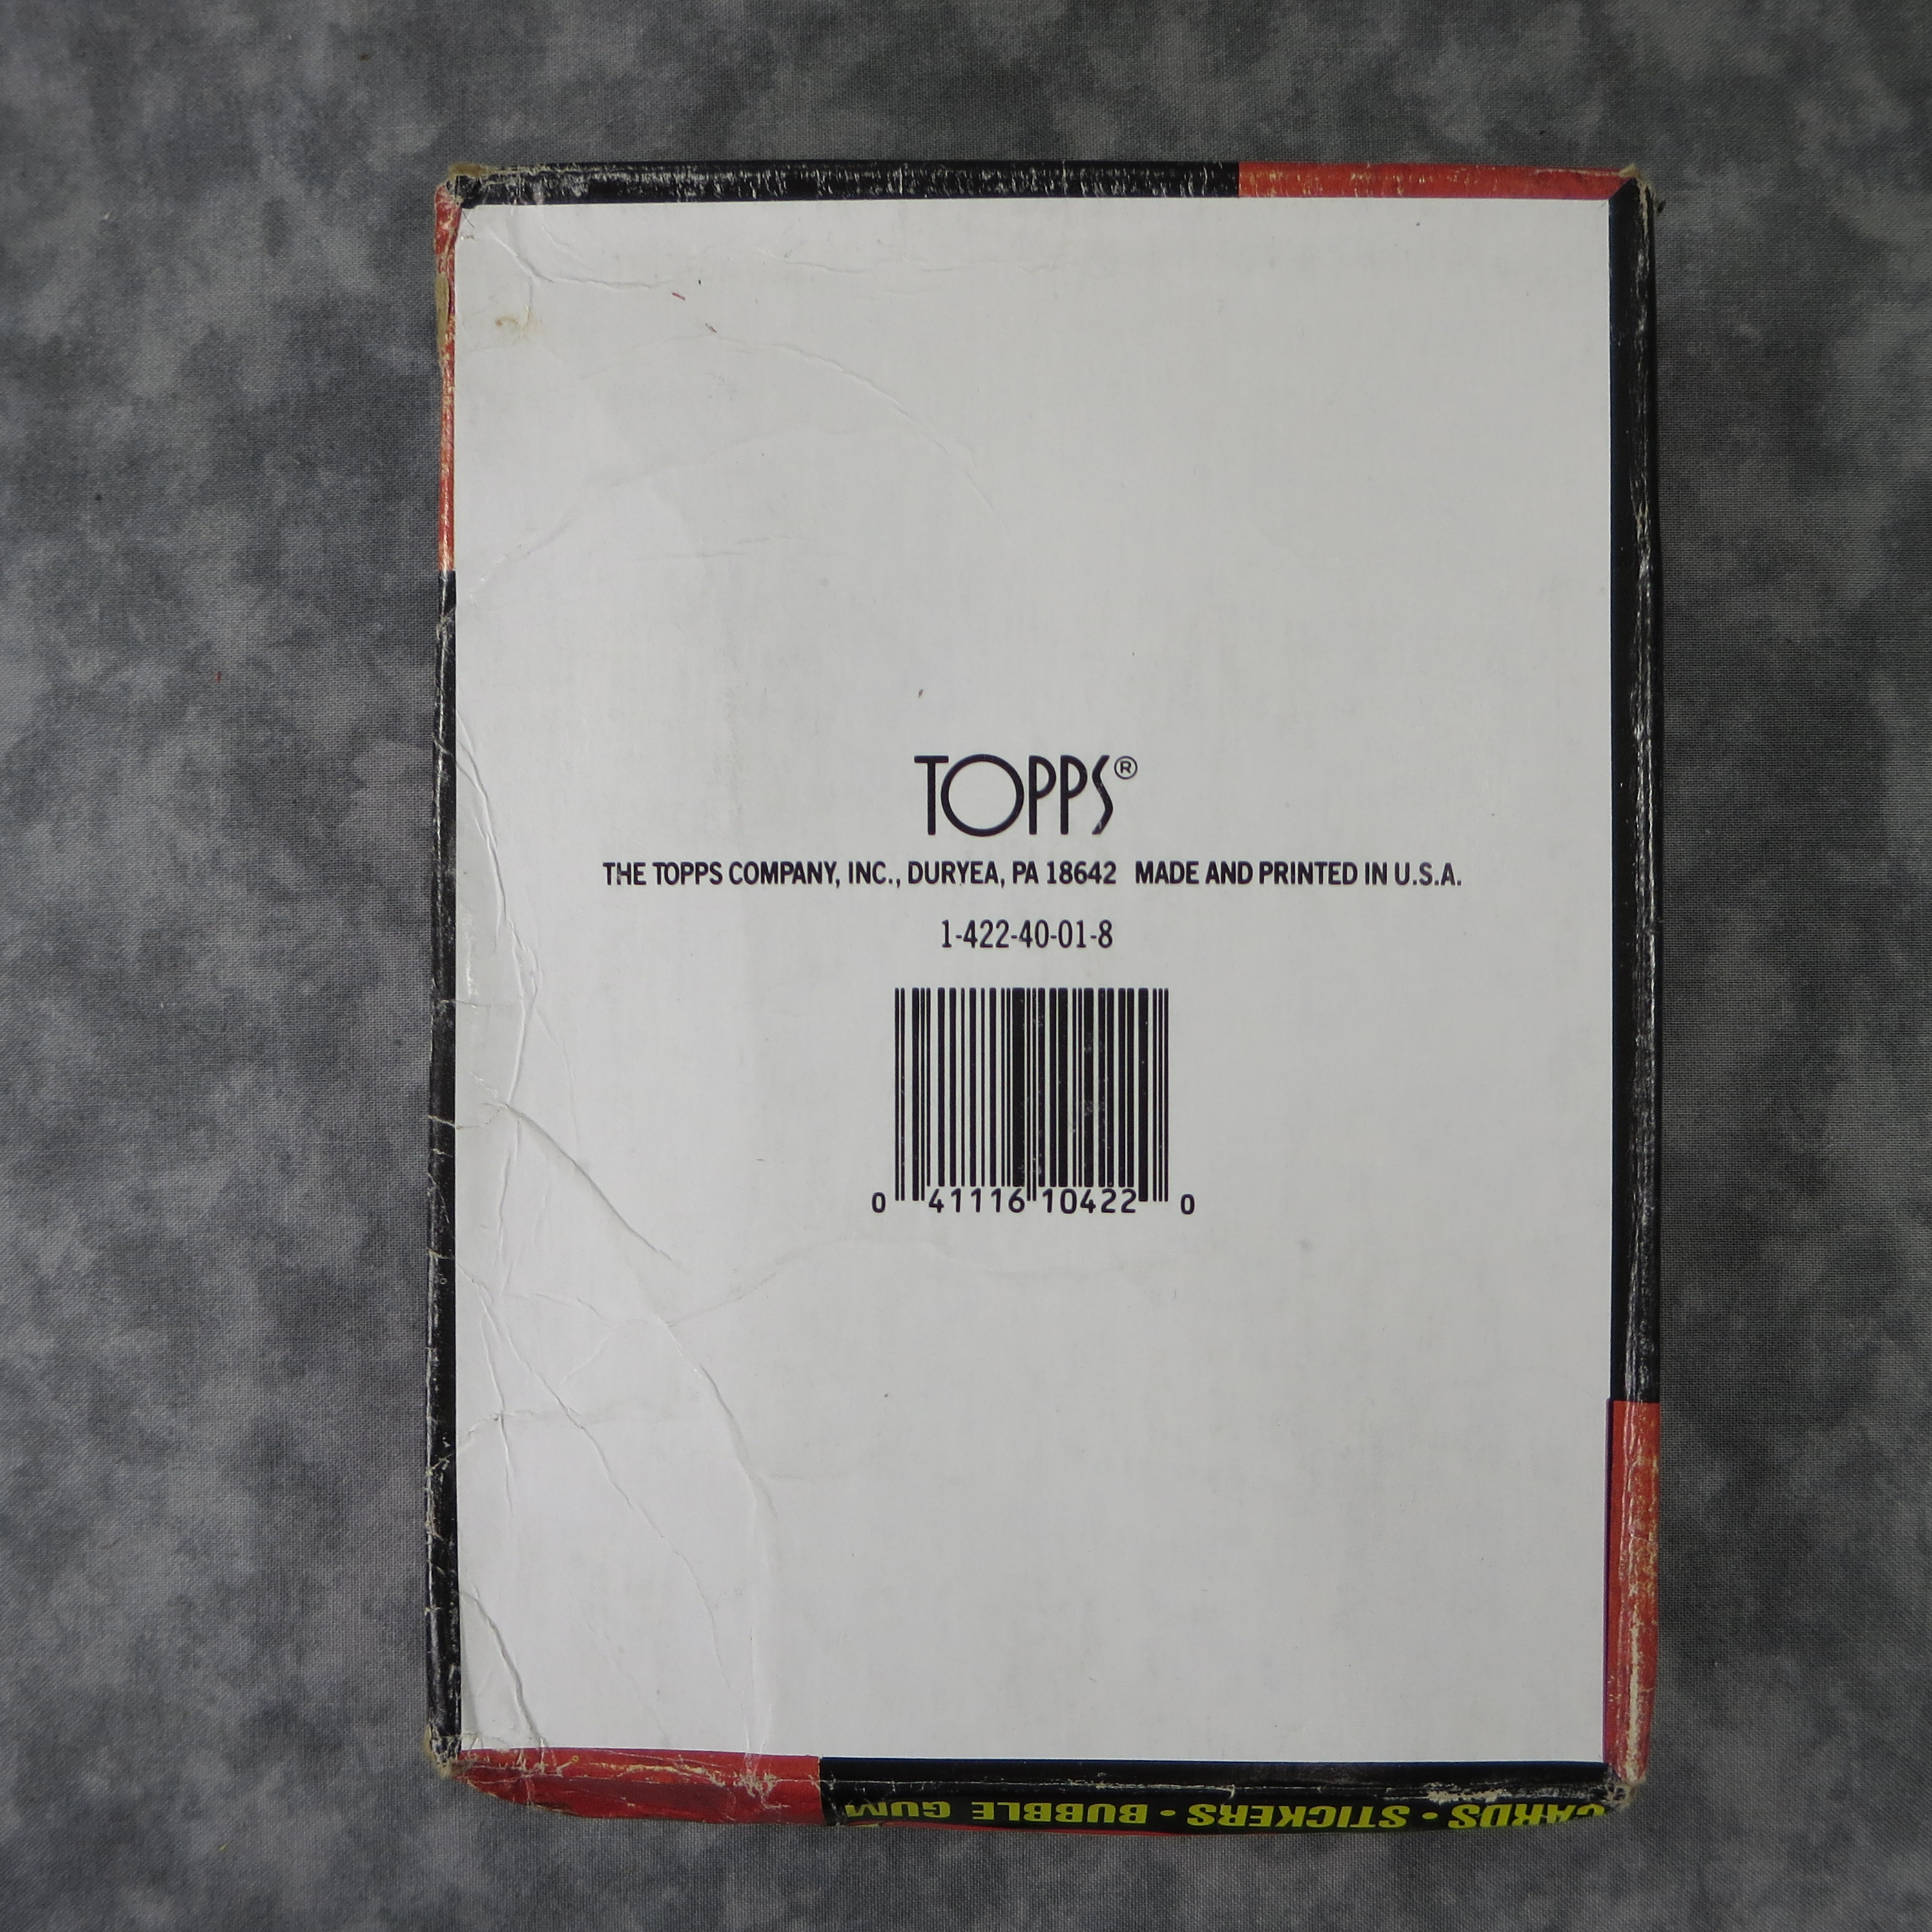 TOPPS®
THE TOPPS COMPANY, INC., DURYEA, PA 18642 MADE AND PRINTED IN U.S.A.
1-422-40-01-8
0 41116 10422 0
CARDS • STICKERS • BUBBLE GUM